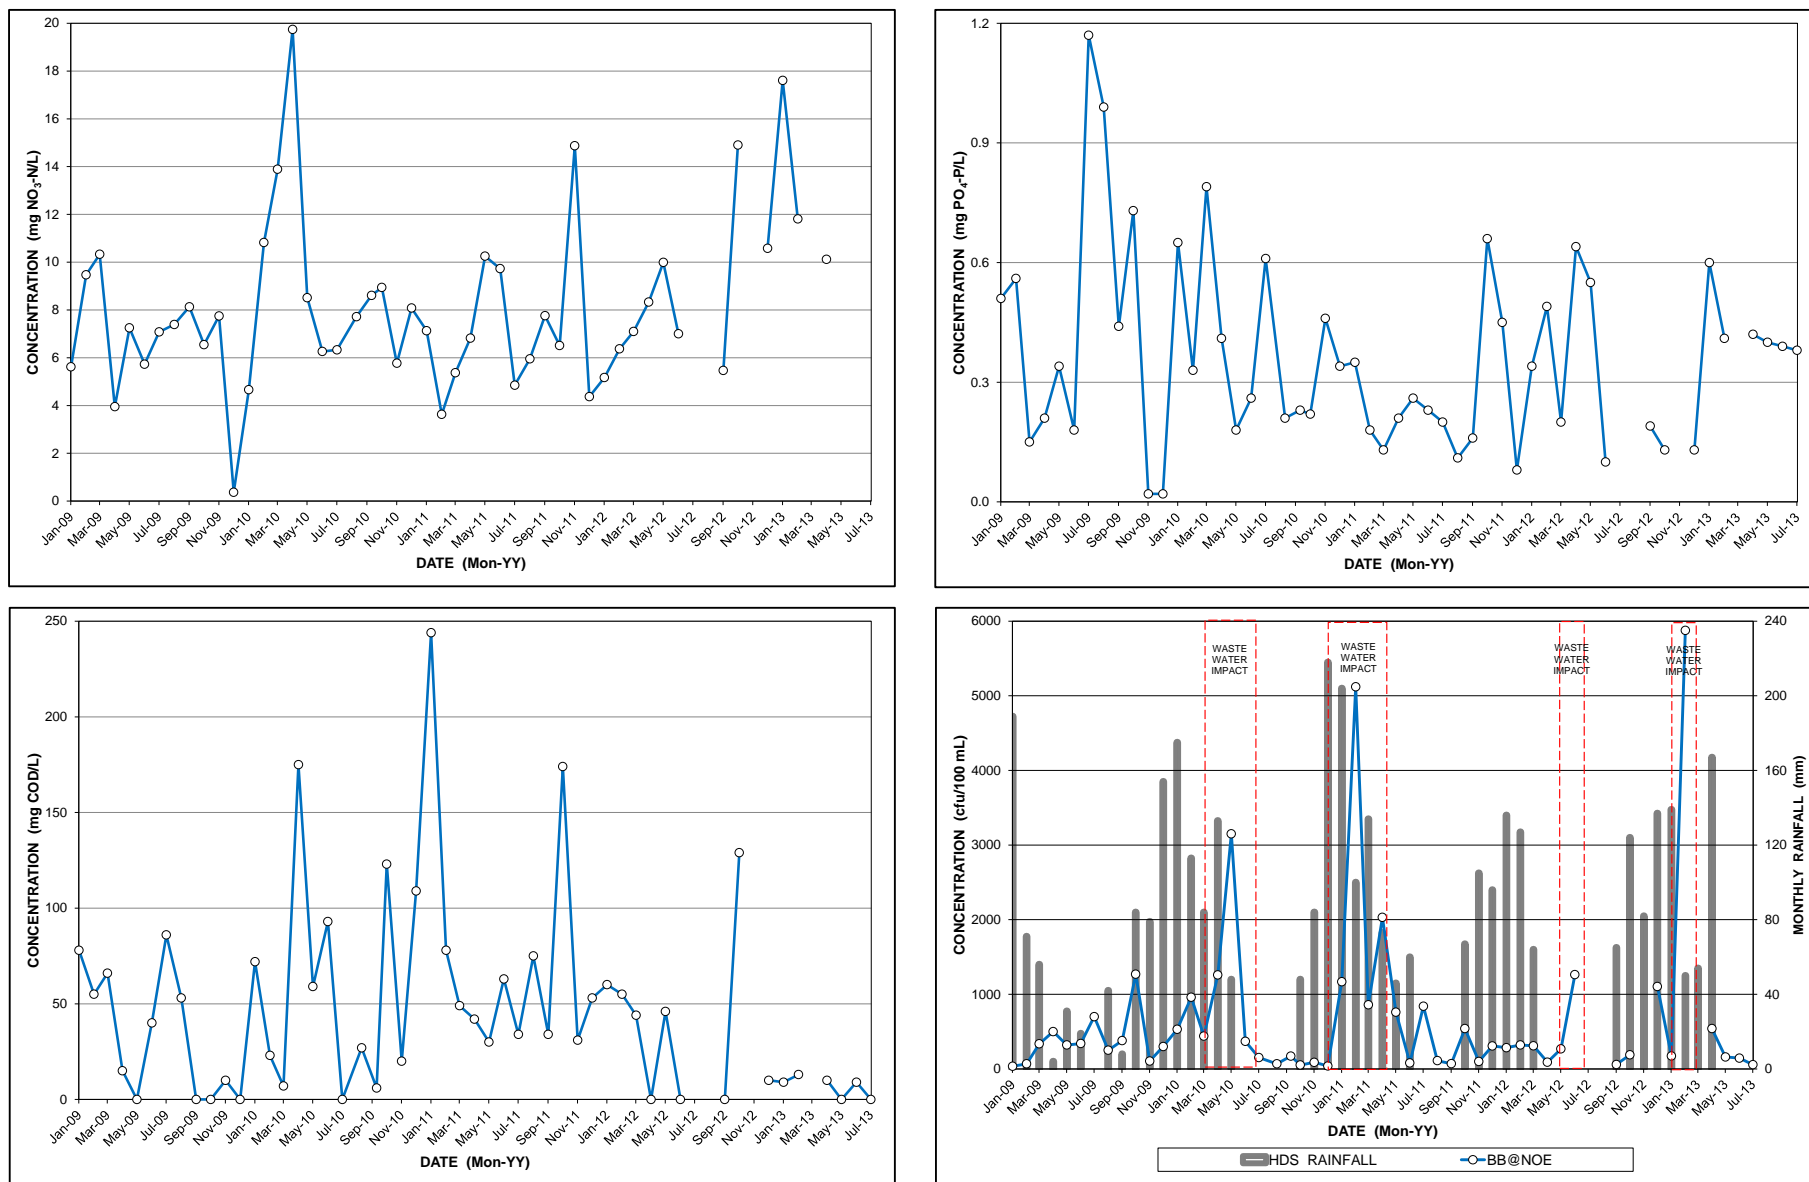 CONCENTRATION (mg NO3-N/L)
20
18
16
14
12
10
8
6
4
2
0
Jan-09
Mar-09
May-09
Jul-09
Sep-09
Nov-09
Jan-10
Mar-10
May-10
Jul-10
Sep-10
Nov-10
Jan-11
Mar-11
May-11
Jul-11
Sep-11
Nov-11
Jan-12
Mar-12
May-12
Jul-12
Sep-12
Nov-12
Jan-13
Mar-13
May-13
Jul-13
DATE (Mon-YY)
CONCENTRATION (mg PO4-P/L)
1.2
0.9
0.6
0.3
0.0
Jan-09
Mar-09
May-09
Jul-09
Sep-09
Nov-09
Jan-10
Mar-10
May-10
Jul-10
Sep-10
Nov-10
Jan-11
Mar-11
May-11
Jul-11
Sep-11
Nov-11
Jan-12
Mar-12
May-12
Jul-12
Sep-12
Nov-12
Jan-13
Mar-13
May-13
Jul-13
DATE (Mon-YY)
CONCENTRATION (mg COD/L)
250
200
150
100
50
0
Jan-09
Mar-09
May-09
Jul-09
Sep-09
Nov-09
Jan-10
Mar-10
May-10
Jul-10
Sep-10
Nov-10
Jan-11
Mar-11
May-11
Jul-11
Sep-11
Nov-11
Jan-12
Mar-12
May-12
Jul-12
Sep-12
Nov-12
Jan-13
Mar-13
May-13
Jul-13
DATE (Mon-YY)
CONCENTRATION (cfu/100 mL)
6000
5000
4000
3000
2000
1000
0
WASTE
WATER
IMPACT
WASTE
WATER
IMPACT
WASTE
WATER
IMPACT
WASTE
WATER
IMPACT
240
200
160
120
80
40
0
MONTHLY RAINFALL (mm)
Jan-09
Mar-09
May-09
Jul-09
Sep-09
Nov-09
Jan-10
Mar-10
May-10
Jul-10
Sep-10
Nov-10
Jan-11
Mar-11
May-11
Jul-11
Sep-11
Nov-11
Jan-12
Mar-12
May-12
Jul-12
Sep-12
Nov-12
Jan-13
Mar-13
May-13
Jul-13
DATE (Mon-YY)
HDS RAINFALL
BB@NOE